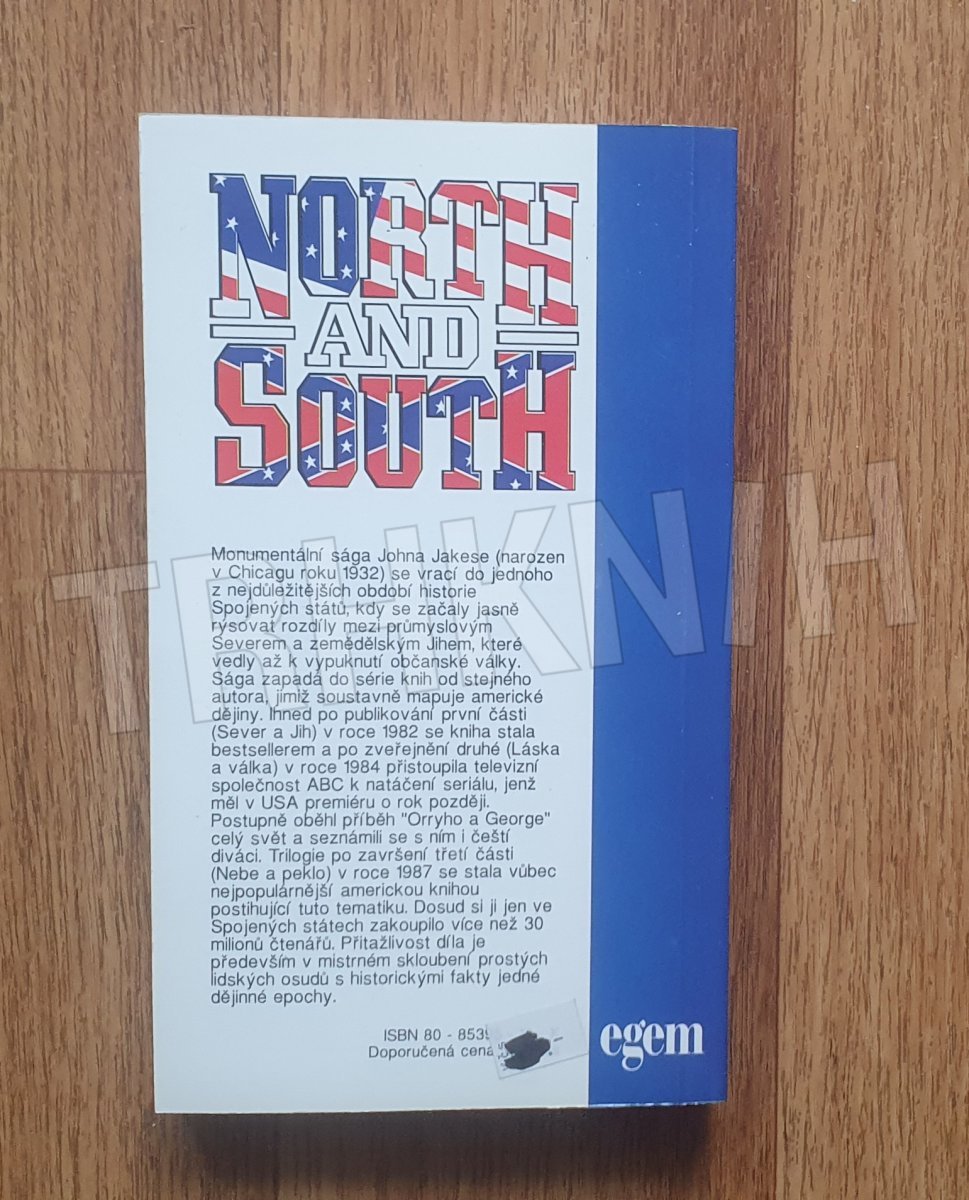 NORTH
AND
SOUTH
Monumentální sága Johna Jakese (narozen
v Chicagu roku 1932) se vrací do jednoho
z nejdůležitějších období historie
Spojených států, kdy se začaly jasně
rýsovat rozdíly mezi průmyslovým
Severem a zemědělským Jihem, které
vedly až k vypuknutí občanské války.
Sága zapadá do série knih od stejného
autora, jimiž soustavně mapuje americké
dějiny. Ihned po publikování první části
(Sever a Jih) v roce 1982 se kniha stala
bestsellerem a po zveřejnění druhé (Láska
a válka) v roce 1984 přistoupila televizní
společnost ABC k natáčení seriálu, jenž
měl v USA premiéru o rok později.
Postupně oběhl příběh "Orryho a George"
celý svět a seznámili se s ním i čeští
diváci. Trilogie po završení třetí části
(Nebe a peklo) v roce 1987 se stala vůbec
nejpopulárnější americkou knihou
postihující tuto tematiku. Dosud si ji jen ve
Spojených státech zakoupilo více než 30
milionů čtenářů. Přitažlivost díla je
především v mistrném skloubení prostých
lidských osudů s historickými fakty jedné
dějinné epochy.
ISBN 80 - 853
Doporučená cena
egem
TRHKNIH